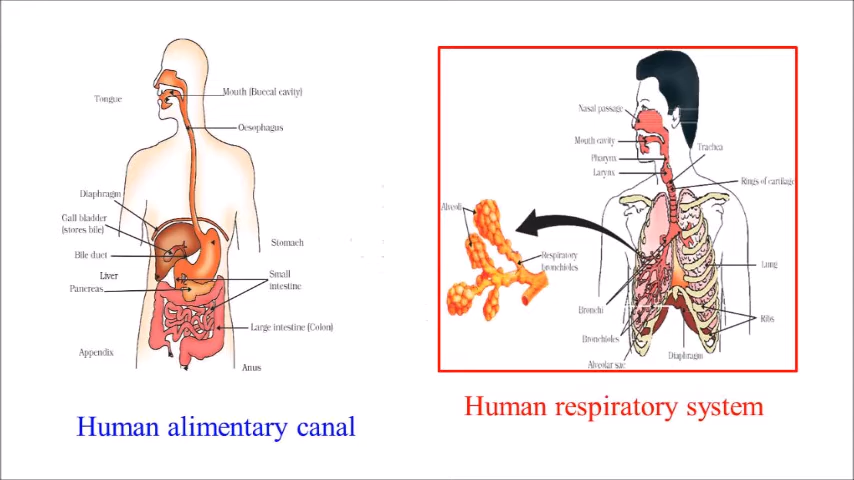 Tongue
Mouth (Buccal cavity)
Oesophagus
Diaphragm
Gall bladder
(stores bile)
Bile duct
Stomach
Liver
Small
intestine
Pancreas
Large intestine (Colon)
Appendix
Anus
Human alimentary canal
Nasal passage
Mouth cavity
Trachea
Pharynx
Larynx
Rings of cartilage
Alveoli
Respiratory
bronchioles
Lung
Bronchi
Ribs
Bronchioles
Diaphragm
Alveolar sac
Human respiratory system